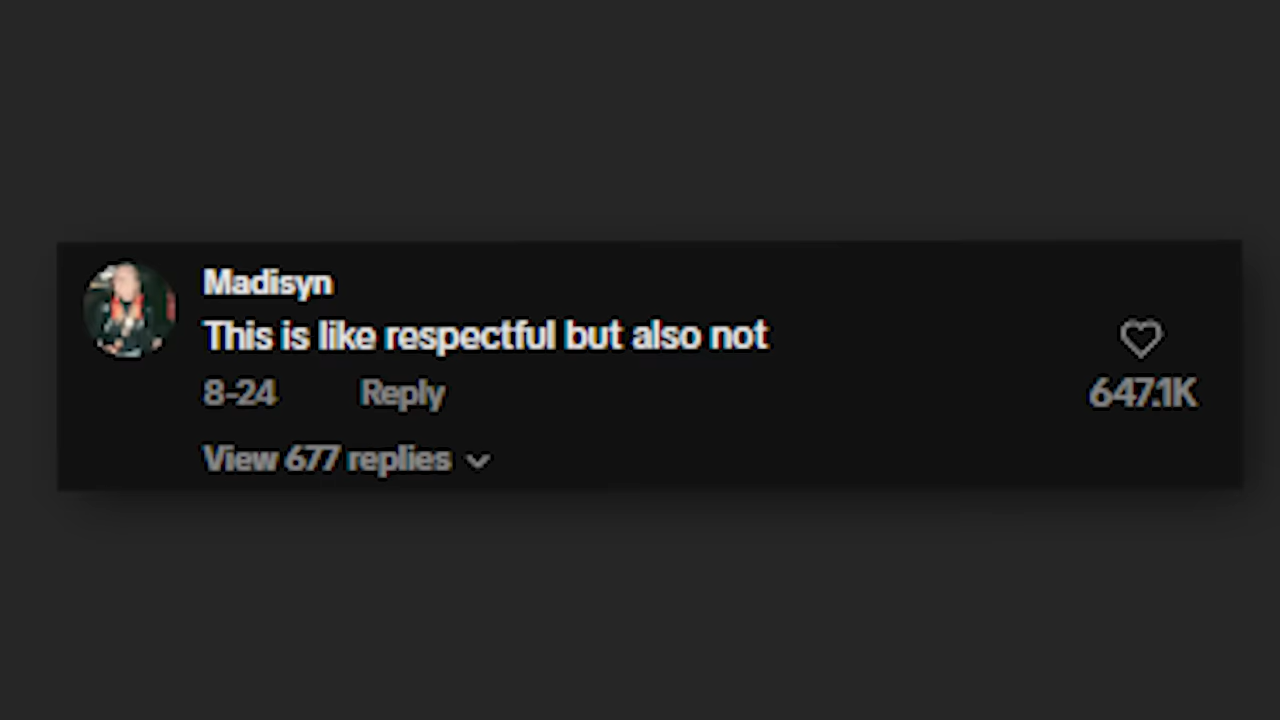 Madisyn
This is like respectful but also not
8-24 Reply
647.1K
View 677 replies